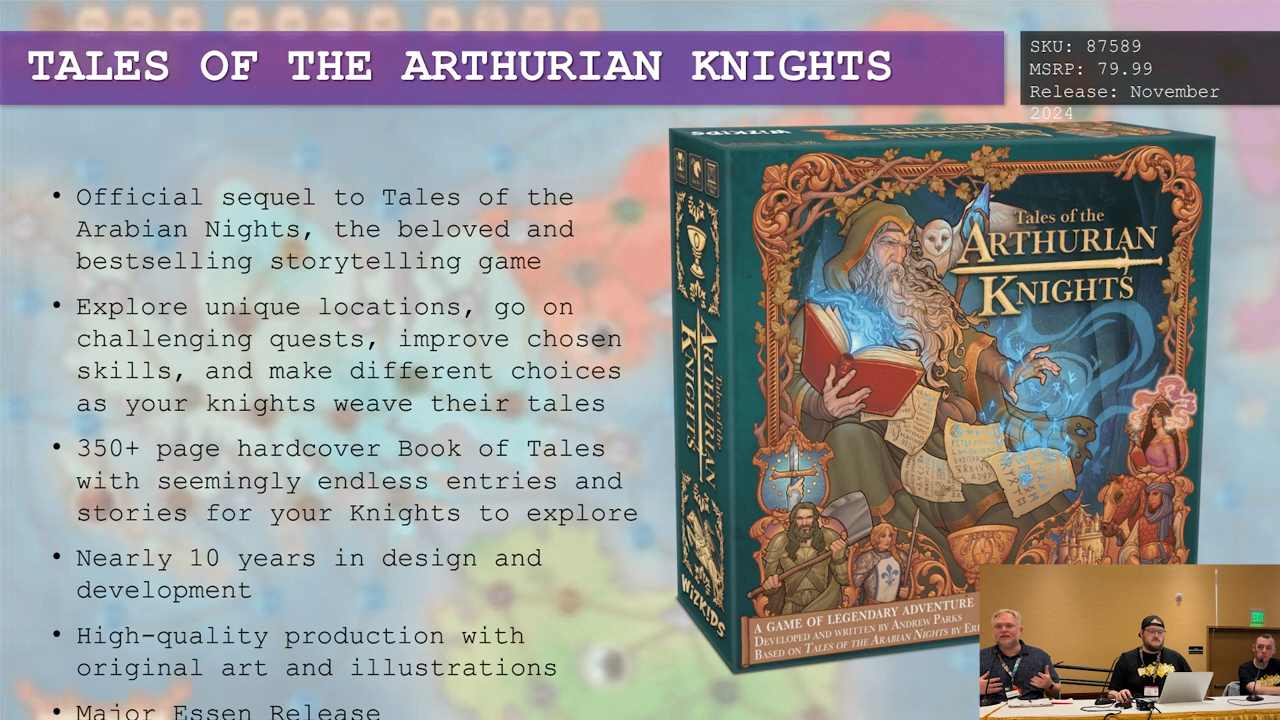 TALES OF THE ARTHURIAN KNIGHTS
SKU: 87589
MSRP: 79.99
Release: November
2024
• Official sequel to Tales of the
Arabian Nights, the beloved and
bestselling storytelling game
• Explore unique locations, go on
challenging quests, improve chosen
skills, and make different choices
as your knights weave their tales
• 350+ page hardcover Book of Tales
with seemingly endless entries and
stories for your Knights to explore
• Nearly 10 years in design and
development
• High-quality production with
original art and illustrations
• Major Essen Release
WIZKIDS
Tales of the
ARTHURIAN
KNIGHTS
Tales of the
ARTHURIAN
KNIGHTS
WIZKIDS
A GAME OF LEGENDARY ADVENTURE
DEVELOPED AND WRITTEN BY ANDREW PARKS
BASED ON TALES OF THE ARABIAN NIGHTS BY